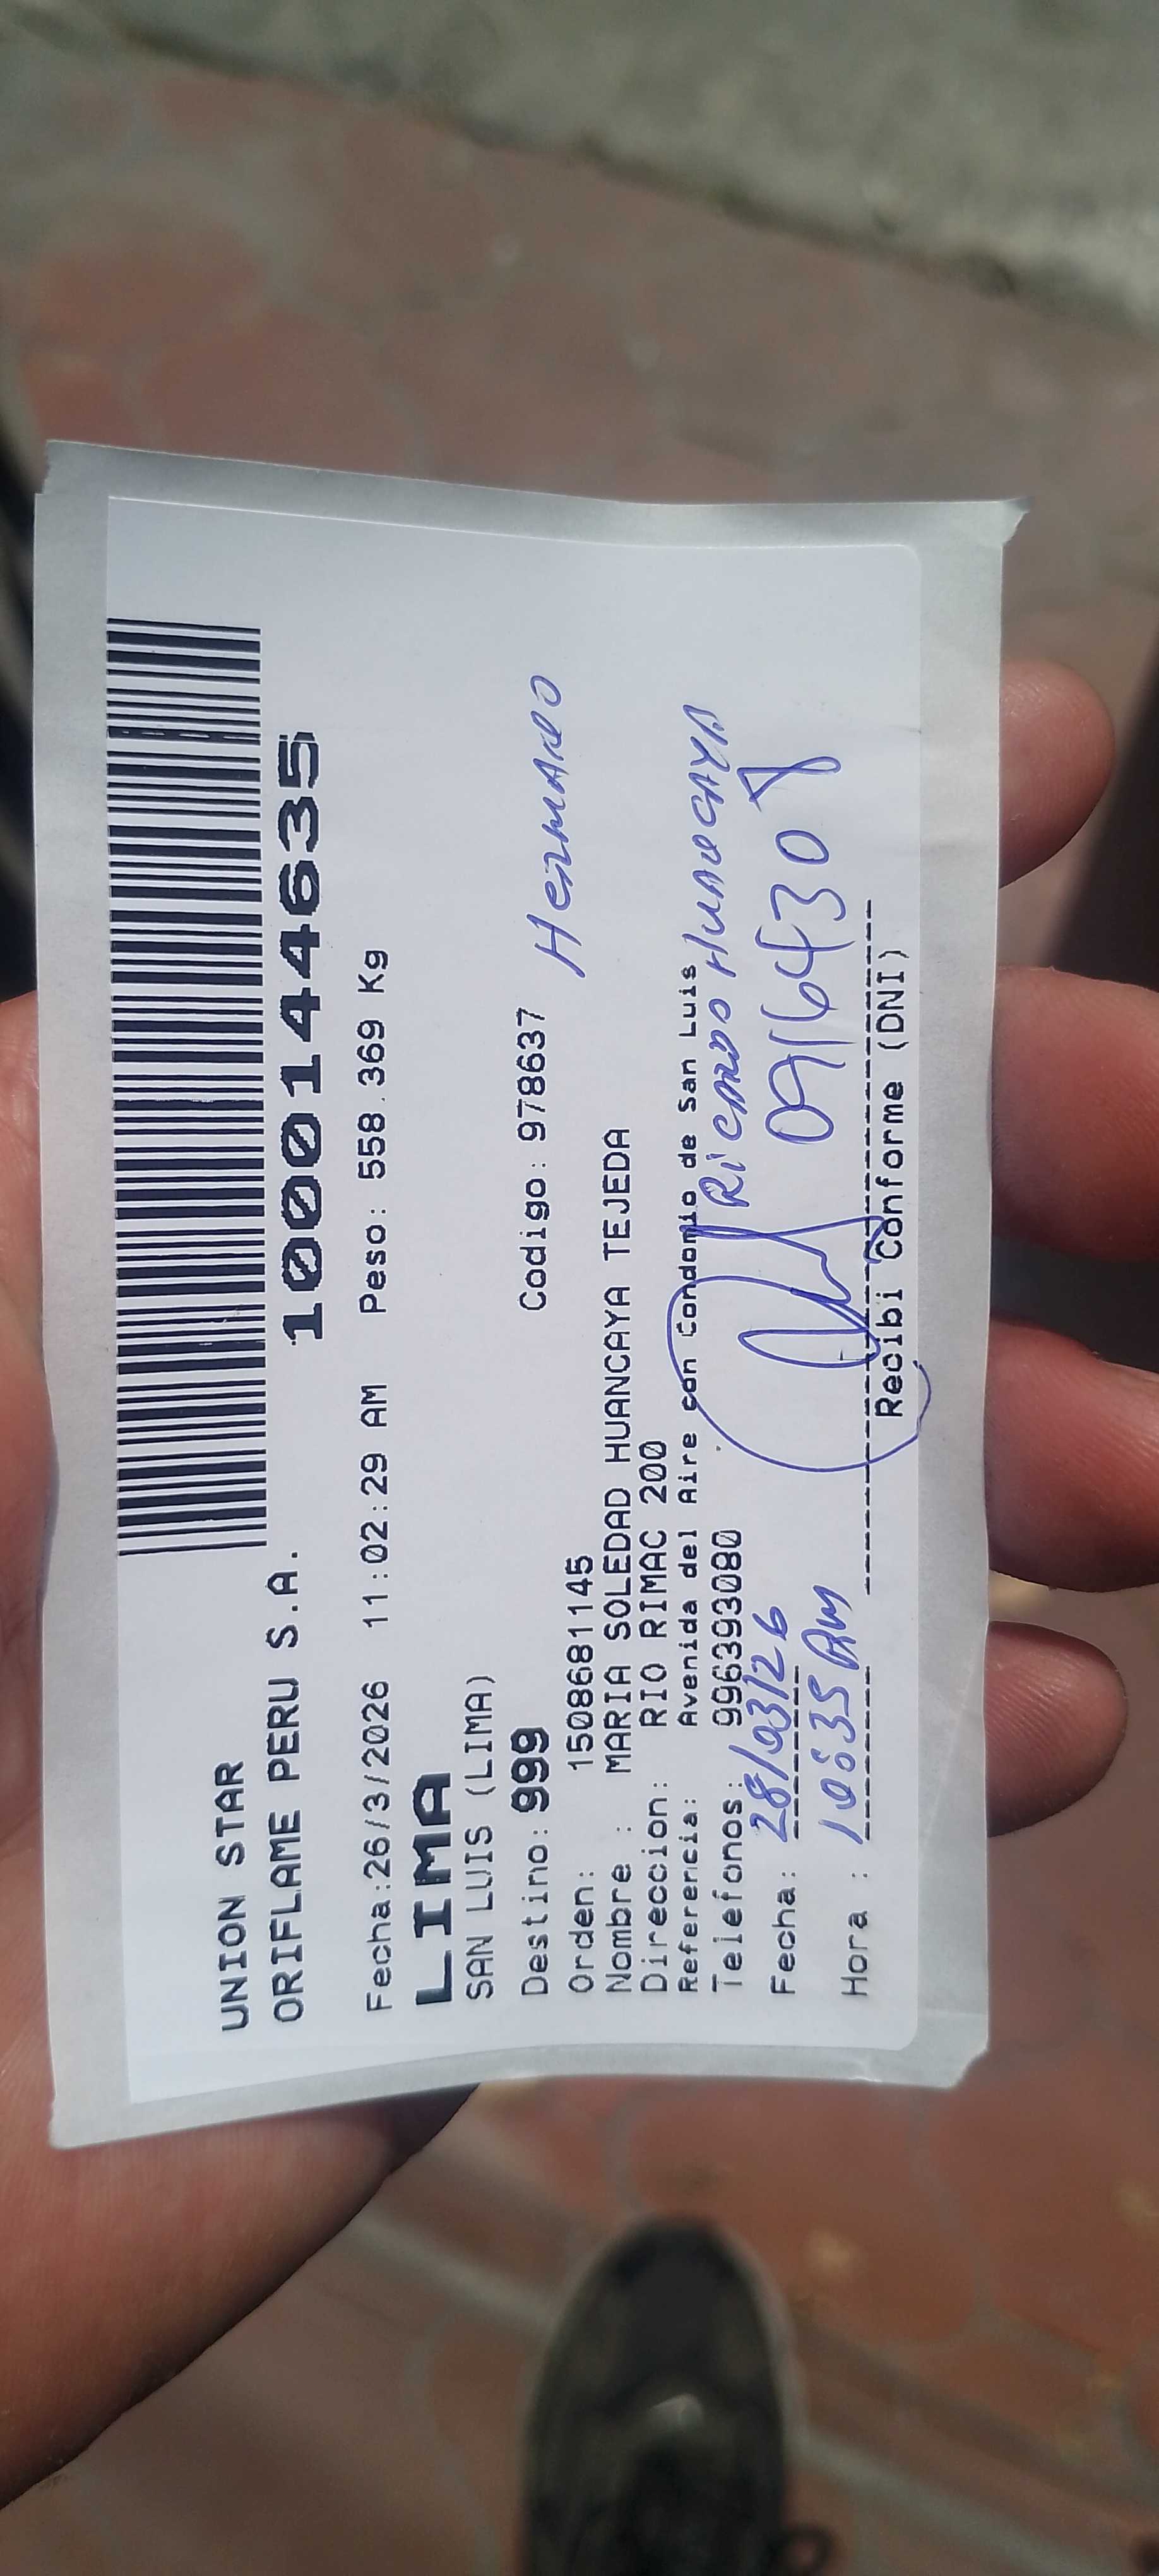 UNION STAR
ORIFLAME PERU S.A.
1000144635
Fecha:26/3/2026 11:02:29 AM Peso: 558.369 Kg
LIMA
SAN LUIS (LIMA)
Destino: 999 Codigo: 978637
Hermano
Orden: 1508681145
Nombre : MARIA SOLEDAD HUANCAYA TEJEDA
Direccion: RIO RIMAC 200
Referencia: Avenida del Aire con Condomio de San Luis
Telefonos: 996393080
Ricardo Huancaya
Fecha: 28/03/26
Hora : 10:35 AM
Recibi Conforme (DNI)